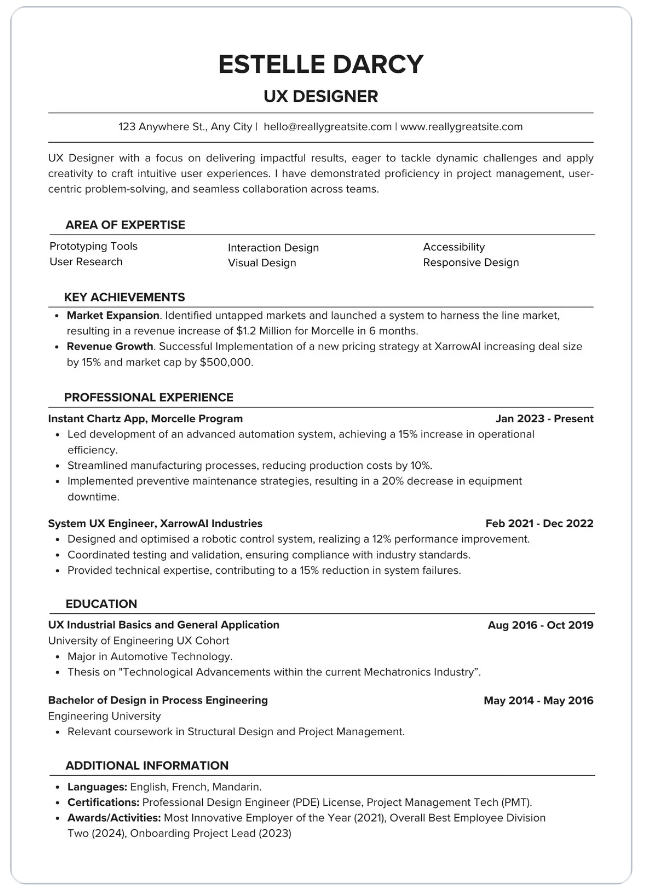 ESTELLE DARCY
UX DESIGNER
123 Anywhere St., Any City | hello@reallygreatsite.com | www.reallygreatsite.com
UX Designer with a focus on delivering impactful results, eager to tackle dynamic challenges and apply
creativity to craft intuitive user experiences. I have demonstrated proficiency in project management, user-
centric problem-solving, and seamless collaboration across teams.
AREA OF EXPERTISE
Prototyping Tools Interaction Design Accessibility
User Research Visual Design Responsive Design
KEY ACHIEVEMENTS
• Market Expansion. Identified untapped markets and launched a system to harness the line market,
resulting in a revenue increase of $1.2 Million for Morcelle in 6 months.
• Revenue Growth. Successful Implementation of a new pricing strategy at XarrowAI increasing deal size
by 15% and market cap by $500,000.
PROFESSIONAL EXPERIENCE
Instant Chartz App, Morcelle Program Jan 2023 - Present
• Led development of an advanced automation system, achieving a 15% increase in operational
efficiency.
• Streamlined manufacturing processes, reducing production costs by 10%.
• Implemented preventive maintenance strategies, resulting in a 20% decrease in equipment
downtime.
System UX Engineer, XarrowAI Industries Feb 2021 - Dec 2022
• Designed and optimised a robotic control system, realizing a 12% performance improvement.
• Coordinated testing and validation, ensuring compliance with industry standards.
• Provided technical expertise, contributing to a 15% reduction in system failures.
EDUCATION
UX Industrial Basics and General Application Aug 2016 - Oct 2019
University of Engineering UX Cohort
• Major in Automotive Technology.
• Thesis on "Technological Advancements within the current Mechatronics Industry”.
Bachelor of Design in Process Engineering May 2014 - May 2016
Engineering University
• Relevant coursework in Structural Design and Project Management.
ADDITIONAL INFORMATION
• Languages: English, French, Mandarin.
• Certifications: Professional Design Engineer (PDE) License, Project Management Tech (PMT).
• Awards/Activities: Most Innovative Employer of the Year (2021), Overall Best Employee Division
Two (2024), Onboarding Project Lead (2023)